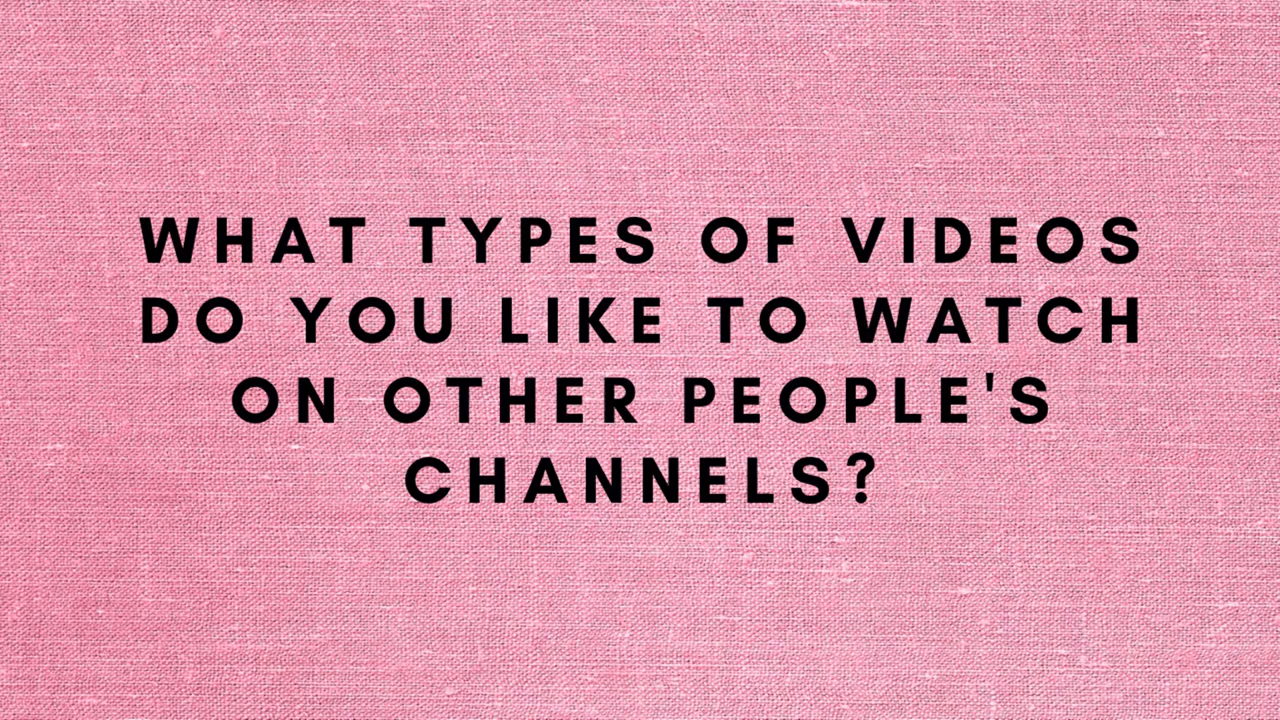 WHAT TYPES OF VIDEOS
DO YOU LIKE TO WATCH
ON OTHER PEOPLE'S
CHANNELS?